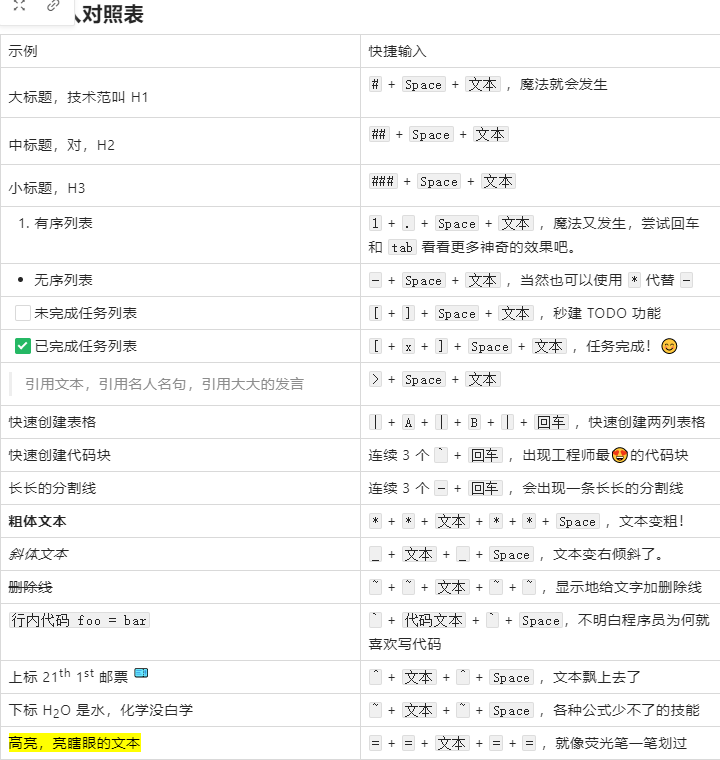 入对照表
示例
快捷输入
大标题，技术范叫 H1
# + Space + 文本 ，魔法就会发生
中标题，对，H2
## + Space + 文本
小标题，H3
### + Space + 文本
1. 有序列表
1 + . + Space + 文本 ，魔法又发生，尝试回车
和 tab 看看更多神奇的效果吧。
• 无序列表
- + Space + 文本 ，当然也可以使用 * 代替 -
未完成任务列表
[ + ] + Space + 文本 ，秒建 TODO 功能
已完成任务列表
[ + x + ] + Space + 文本 ，任务完成！😊
引用文本，引用名人名句，引用大大的发言
> + Space + 文本
快速创建表格
| + A + | + B + | + 回车 ，快速创建两列表格
快速创建代码块
连续 3 个 ` + 回车 ，出现工程师最🤩的代码块
长长的分割线
连续 3 个 - + 回车 ，会出现一条长长的分割线
粗体文本
* + * + 文本 + * + * + Space ，文本变粗！
斜体文本
_ + 文本 + _ + Space ，文本变右倾斜了。
删除线
~ + ~ + 文本 + ~ + ~ ，显示地给文字加删除线
行内代码 foo = bar
` + 代码文本 + ` + Space，不明白程序员为何就
喜欢写代码
上标 21th 1st 邮票 🎫
^ + 文本 + ^ + Space ，文本飘上去了
下标 H2O 是水，化学没白学
~ + 文本 + ~ + Space ，各种公式少不了的技能
高亮，亮瞎眼的文本
= + = + 文本 + = + = ，就像荧光笔一笔划过